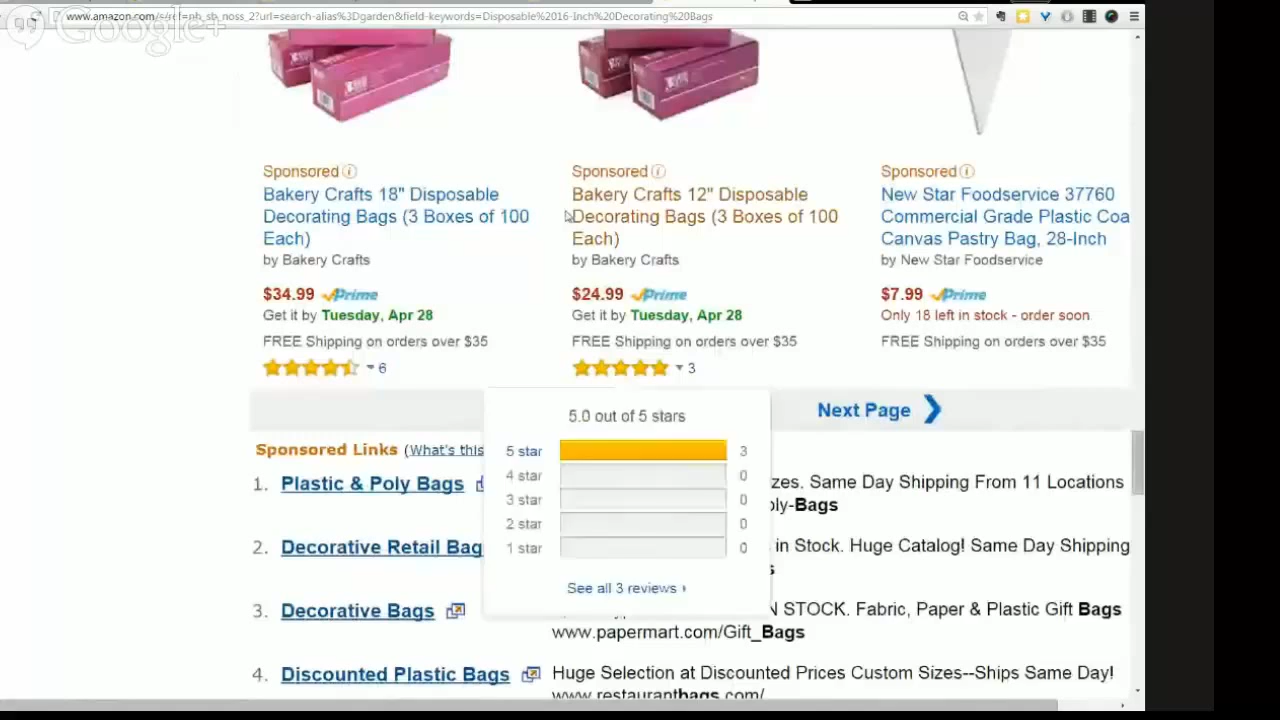 www.amazon.com/s/ref=nb_sb_noss_2?url=search-alias%3Dgarden&field-keywords=Disposable%2016-Inch%20Decorating%20Bags
Google+
Sponsored
Bakery Crafts 18" Disposable
Decorating Bags (3 Boxes of 100
Each)
by Bakery Crafts
$34.99 Prime
Get it by Tuesday, Apr 28
FREE Shipping on orders over $35
6
Sponsored
Bakery Crafts 12" Disposable
Decorating Bags (3 Boxes of 100
Each)
by Bakery Crafts
$24.99 Prime
Get it by Tuesday, Apr 28
FREE Shipping on orders over $35
3
Sponsored
New Star Foodservice 37760
Commercial Grade Plastic Coa
Canvas Pastry Bag, 28-Inch
by New Star Foodservice
$7.99 Prime
Only 18 left in stock - order soon
FREE Shipping on orders over $35
Next Page
5.0 out of 5 stars
5 star 3
4 star 0
3 star 0
2 star 0
1 star 0
See all 3 reviews
Sponsored Links (What's this
1. Plastic & Poly Bags
zes. Same Day Shipping From 11 Locations
ly-Bags
2. Decorative Retail Bag
in Stock. Huge Catalog! Same Day Shipping
3. Decorative Bags
N STOCK. Fabric, Paper & Plastic Gift Bags
www.papermart.com/Gift_Bags
4. Discounted Plastic Bags
Huge Selection at Discounted Prices Custom Sizes--Ships Same Day!
www.restaurantbags.com/